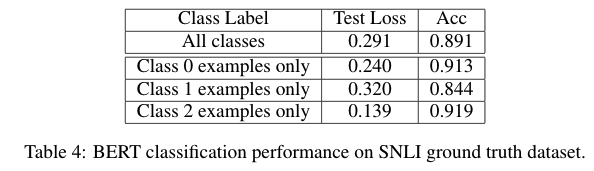 Class Label Test Loss Acc
All classes 0.291 0.891
Class 0 examples only 0.240 0.913
Class 1 examples only 0.320 0.844
Class 2 examples only 0.139 0.919
Table 4: BERT classification performance on SNLI ground truth dataset.